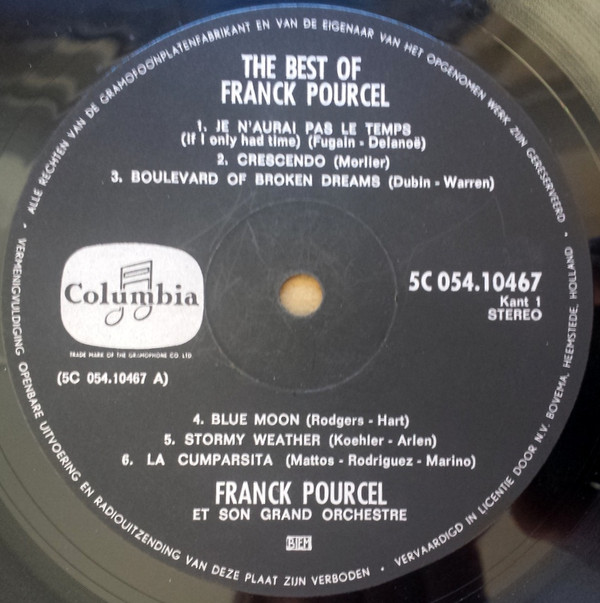 ALLE RECHTEN VAN DE GRAMOFOONPLATENFABRIKANT EN VAN DE EIGENAAR VAN HET OPGENOMEN WERK ZIJN GERESERVEERD •
THE BEST OF
FRANCK POURCEL
1. JE N'AURAI PAS LE TEMPS
(If I only had time) (Fugain - Delanoë)
2. CRESCENDO (Morlier)
3. BOULEVARD OF BROKEN DREAMS (Dubin - Warren)
Columbia
TRADE MARK OF THE GRAMOPHONE CO. LTD.
(5C 054.10467 A)
5C 054.10467
Kant 1
STEREO
4. BLUE MOON (Rodgers - Hart)
5. STORMY WEATHER (Koehler - Arlen)
6. LA CUMPARSITA (Mattos - Rodriguez - Marino)
FRANCK POURCEL
ET SON GRAND ORCHESTRE
BIEM
VERMENIGVULDIGING OPENBARE UITVOERING EN RADIOUITZENDING VAN DEZE PLAAT ZIJN VERBODEN • VERVAARDIGD IN LICENTIE DOOR N.V. BOVEMA, HEEMSTEDE, HOLLAND •